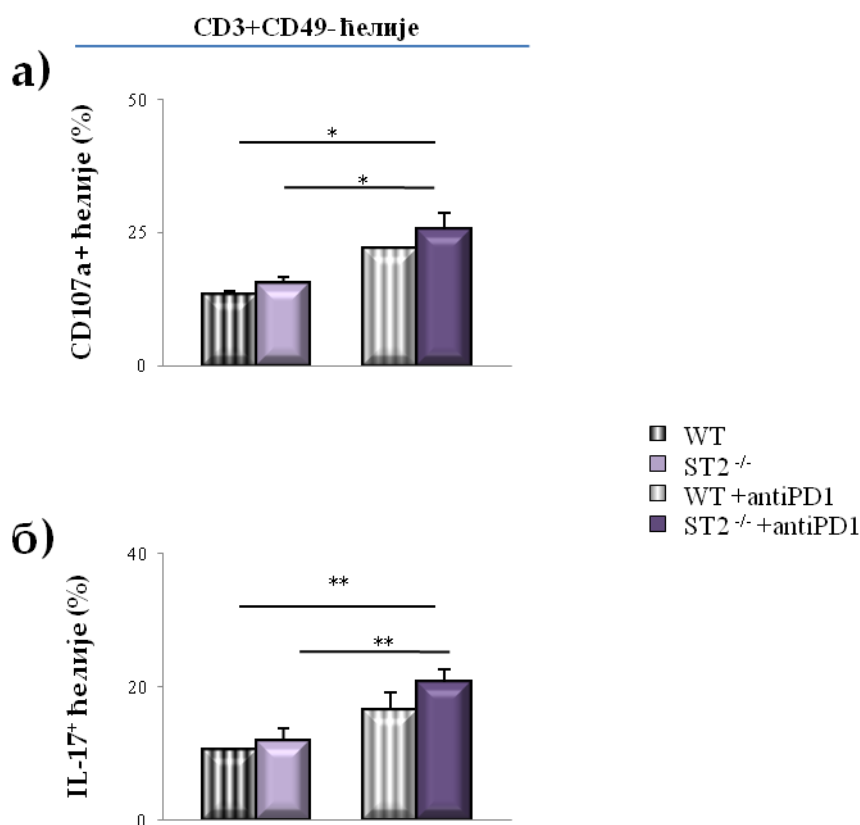 CD3+CD49- ћелије
а)
CD107a+ ћелије (%)
50
25
0
*
*
WT
ST2 -/-
WT +antiPD1
ST2 -/- +antiPD1
б)
IL-17+ ћелије (%)
40
20
0
**
**